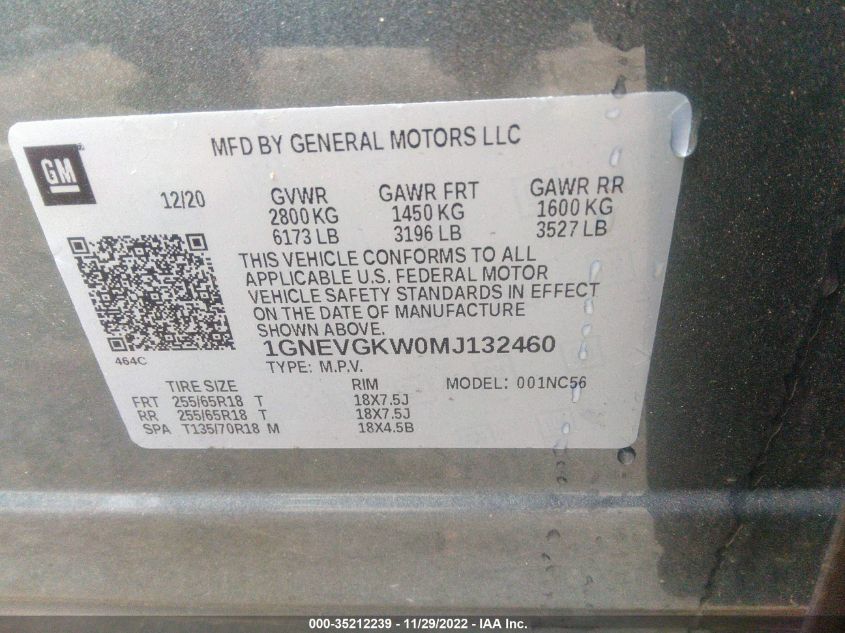 MFD BY GENERAL MOTORS LLC
GM
12/20 GVWR GAWR FRT GAWR RR
2800 KG 1450 KG 1600 KG
6173 LB 3196 LB 3527 LB
THIS VEHICLE CONFORMS TO ALL
APPLICABLE U.S. FEDERAL MOTOR
VEHICLE SAFETY STANDARDS IN EFFECT
ON THE DATE OF MANUFACTURE
SHOWN ABOVE.
1GNEVGKW0MJ132460
464C
TYPE: M.P.V.
TIRE SIZE RIM MODEL: 001NC56
FRT 255/65R18 T 18X7.5J
RR 255/65R18 T 18X7.5J
SPA T135/70R18 M 18X4.5B
000-35212239 - 11/29/2022 - IAA Inc.